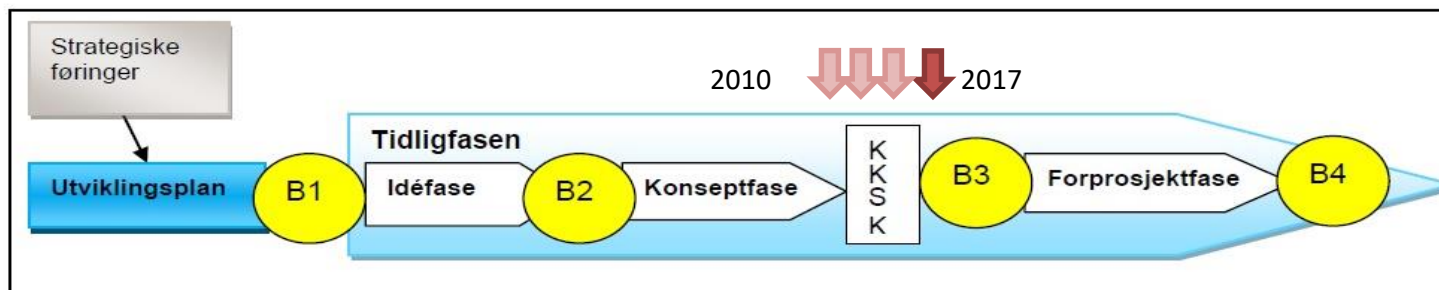 Strategiske
føringer
2010
2017
Tidligfasen
Utviklingsplan
B1
Idéfase
B2
Konseptfase
K
K
S
K
B3
Forprosjektfase
B4